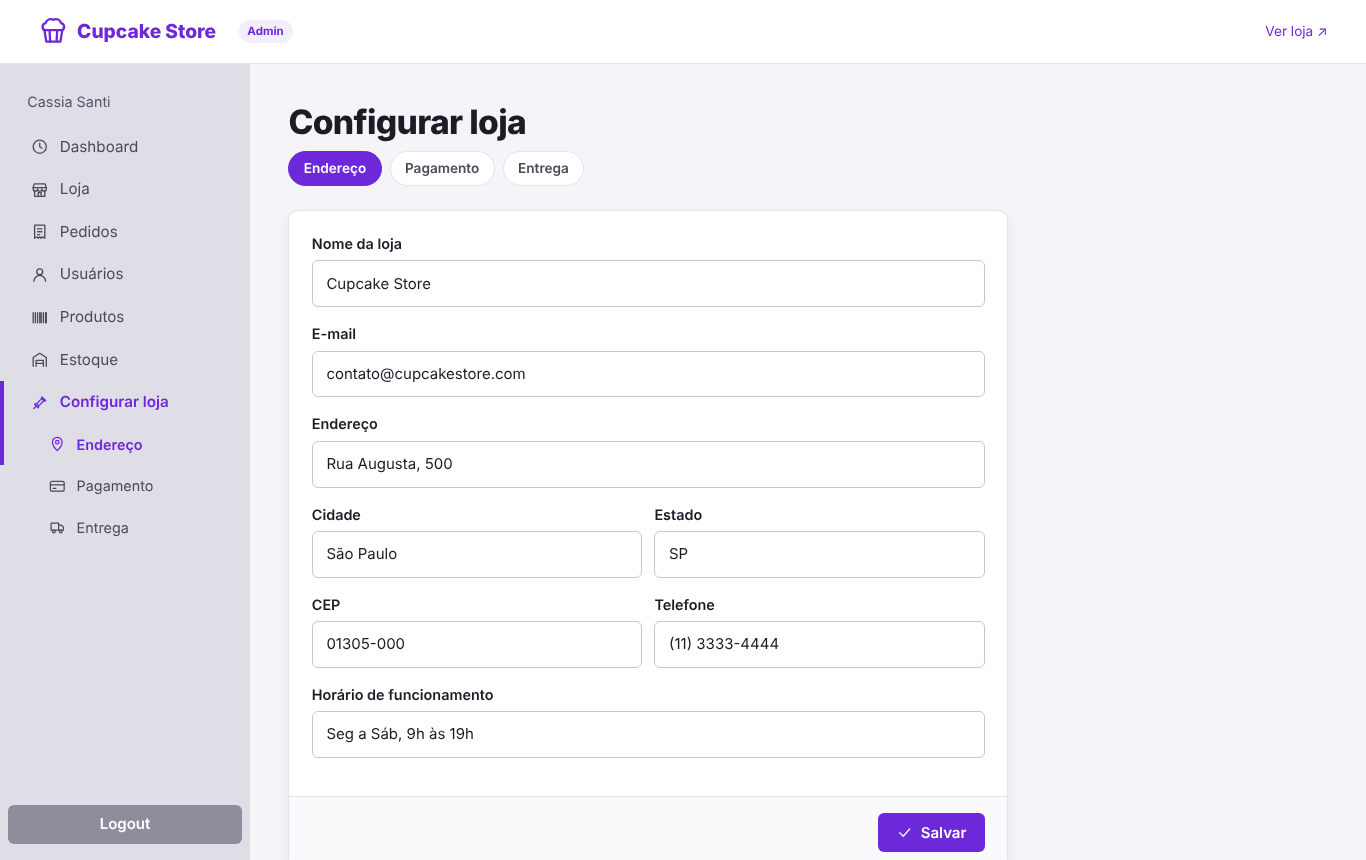 Cupcake Store Admin Ver loja ↗
Cassia Santi
Dashboard
Loja
Pedidos
Usuários
Produtos
Estoque
Configurar loja
Endereço
Pagamento
Entrega
Logout
Configurar loja
Endereço Pagamento Entrega
Nome da loja
Cupcake Store
E-mail
contato@cupcakestore.com
Endereço
Rua Augusta, 500
Cidade Estado
São Paulo SP
CEP Telefone
01305-000 (11) 3333-4444
Horário de funcionamento
Seg a Sáb, 9h às 19h
Salvar